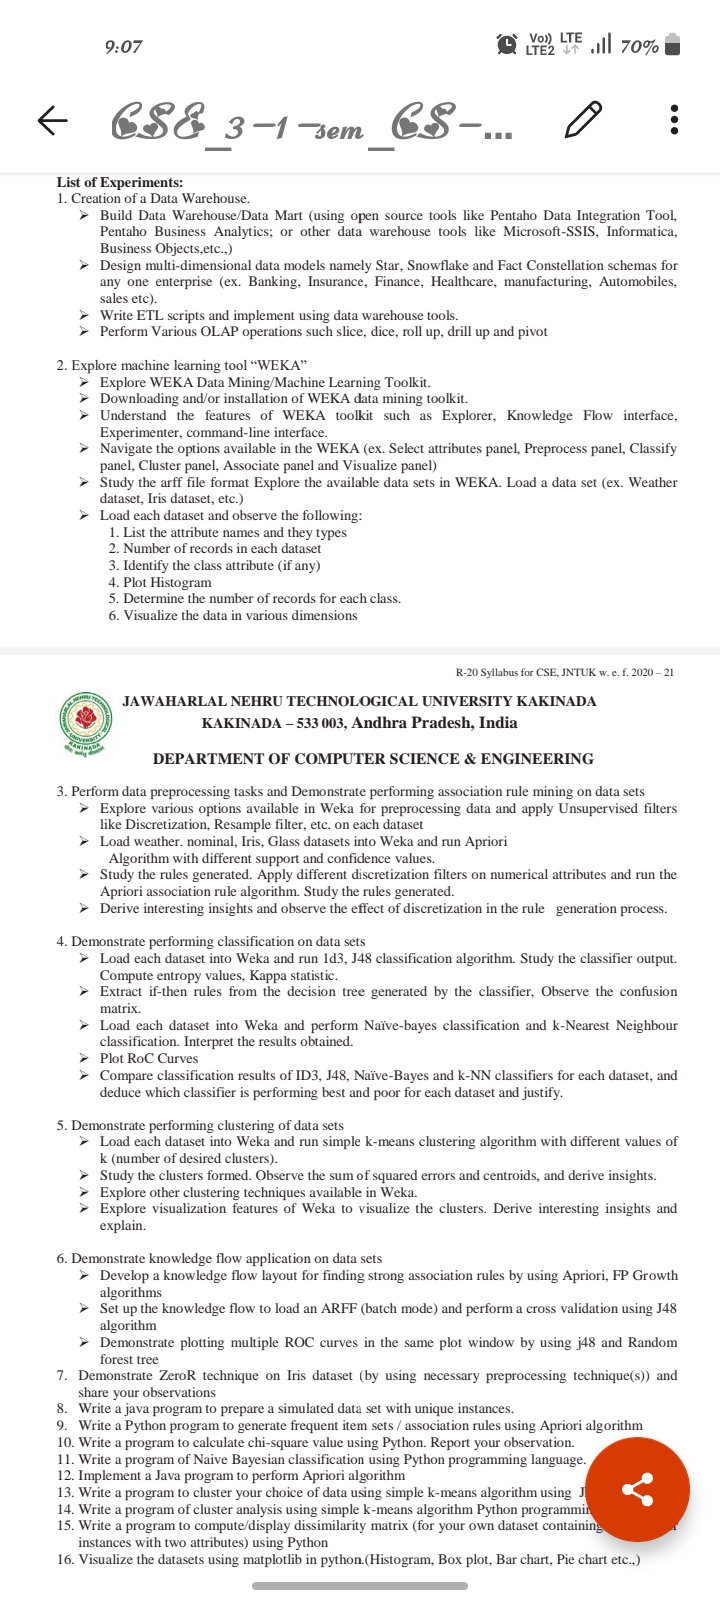 9:07
Vo)) LTE
LTE2
70%
CSE_3-1-sem_CS-...
List of Experiments:
1. Creation of a Data Warehouse.
➢ Build Data Warehouse/Data Mart (using open source tools like Pentaho Data Integration Tool,
Pentaho Business Analytics; or other data warehouse tools like Microsoft-SSIS, Informatica,
Business Objects,etc.,)
➢ Design multi-dimensional data models namely Star, Snowflake and Fact Constellation schemas for
any one enterprise (ex. Banking, Insurance, Finance, Healthcare, manufacturing, Automobiles,
sales etc).
➢ Write ETL scripts and implement using data warehouse tools.
➢ Perform Various OLAP operations such slice, dice, roll up, drill up and pivot
2. Explore machine learning tool “WEKA”
➢ Explore WEKA Data Mining/Machine Learning Toolkit.
➢ Downloading and/or installation of WEKA data mining toolkit.
➢ Understand the features of WEKA toolkit such as Explorer, Knowledge Flow interface,
Experimenter, command-line interface.
➢ Navigate the options available in the WEKA (ex. Select attributes panel, Preprocess panel, Classify
panel, Cluster panel, Associate panel and Visualize panel)
➢ Study the arff file format Explore the available data sets in WEKA. Load a data set (ex. Weather
dataset, Iris dataset, etc.)
➢ Load each dataset and observe the following:
1. List the attribute names and they types
2. Number of records in each dataset
3. Identify the class attribute (if any)
4. Plot Histogram
5. Determine the number of records for each class.
6. Visualize the data in various dimensions
R-20 Syllabus for CSE, JNTUK w. e. f. 2020 – 21
JAWAHARLAL NEHRU TECHNOLOGICAL UNIVERSITY KAKINADA
KAKINADA – 533 003, Andhra Pradesh, India
DEPARTMENT OF COMPUTER SCIENCE & ENGINEERING
3. Perform data preprocessing tasks and Demonstrate performing association rule mining on data sets
➢ Explore various options available in Weka for preprocessing data and apply Unsupervised filters
like Discretization, Resample filter, etc. on each dataset
➢ Load weather. nominal, Iris, Glass datasets into Weka and run Apriori
Algorithm with different support and confidence values.
➢ Study the rules generated. Apply different discretization filters on numerical attributes and run the
Apriori association rule algorithm. Study the rules generated.
➢ Derive interesting insights and observe the effect of discretization in the rule generation process.
4. Demonstrate performing classification on data sets
➢ Load each dataset into Weka and run 1d3, J48 classification algorithm. Study the classifier output.
Compute entropy values, Kappa statistic.
➢ Extract if-then rules from the decision tree generated by the classifier, Observe the confusion
matrix.
➢ Load each dataset into Weka and perform Naïve-bayes classification and k-Nearest Neighbour
classification. Interpret the results obtained.
➢ Plot RoC Curves
➢ Compare classification results of ID3, J48, Naïve-Bayes and k-NN classifiers for each dataset, and
deduce which classifier is performing best and poor for each dataset and justify.
5. Demonstrate performing clustering of data sets
➢ Load each dataset into Weka and run simple k-means clustering algorithm with different values of
k (number of desired clusters).
➢ Study the clusters formed. Observe the sum of squared errors and centroids, and derive insights.
➢ Explore other clustering techniques available in Weka.
➢ Explore visualization features of Weka to visualize the clusters. Derive interesting insights and
explain.
6. Demonstrate knowledge flow application on data sets
➢ Develop a knowledge flow layout for finding strong association rules by using Apriori, FP Growth
algorithms
➢ Set up the knowledge flow to load an ARFF (batch mode) and perform a cross validation using J48
algorithm
➢ Demonstrate plotting multiple ROC curves in the same plot window by using j48 and Random
forest tree
7. Demonstrate ZeroR technique on Iris dataset (by using necessary preprocessing technique(s)) and
share your observations
8. Write a java program to prepare a simulated data set with unique instances.
9. Write a Python program to generate frequent item sets / association rules using Apriori algorithm
10. Write a program to calculate chi-square value using Python. Report your observation.
11. Write a program of Naive Bayesian classification using Python programming language.
12. Implement a Java program to perform Apriori algorithm
13. Write a program to cluster your choice of data using simple k-means algorithm using
14. Write a program of cluster analysis using simple k-means algorithm Python
15. Write a program to compute/display dissimilarity matrix (for your own dataset containing
instances with two attributes) using Python
16. Visualize the datasets using matplotlib in python.(Histogram, Box plot, Bar chart, Pie chart etc.,)